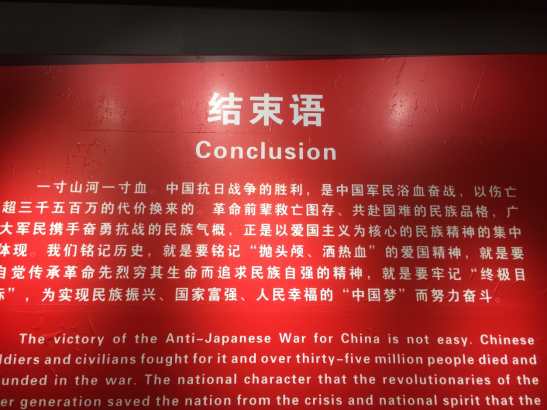 结束语
Conclusion
一寸山河一寸血。中国抗日战争的胜利，是中国军民浴血奋战，以伤亡
超三千五百万的代价换来的。革命前辈救亡图存、共赴国难的民族品格，广
大军民携手奋勇抗战的民族气概，正是以爱国主义为核心的民族精神的集中
体现。我们铭记历史，就是要铭记“抛头颅、洒热血”的爱国精神，就是要
自觉传承革命先烈穷其生命而追求民族自强的精神，就是要牢记“终极目
标”，为实现民族振兴、国家富强、人民幸福的“中国梦”而努力奋斗。
The victory of the Anti-Japanese War for China is not easy. Chinese
ldiers and civilians fought for it and over thirty-five million people died and
unded in the war. The national character that the revolutionaries of the
er generation saved the nation from the crisis and national spirit that the